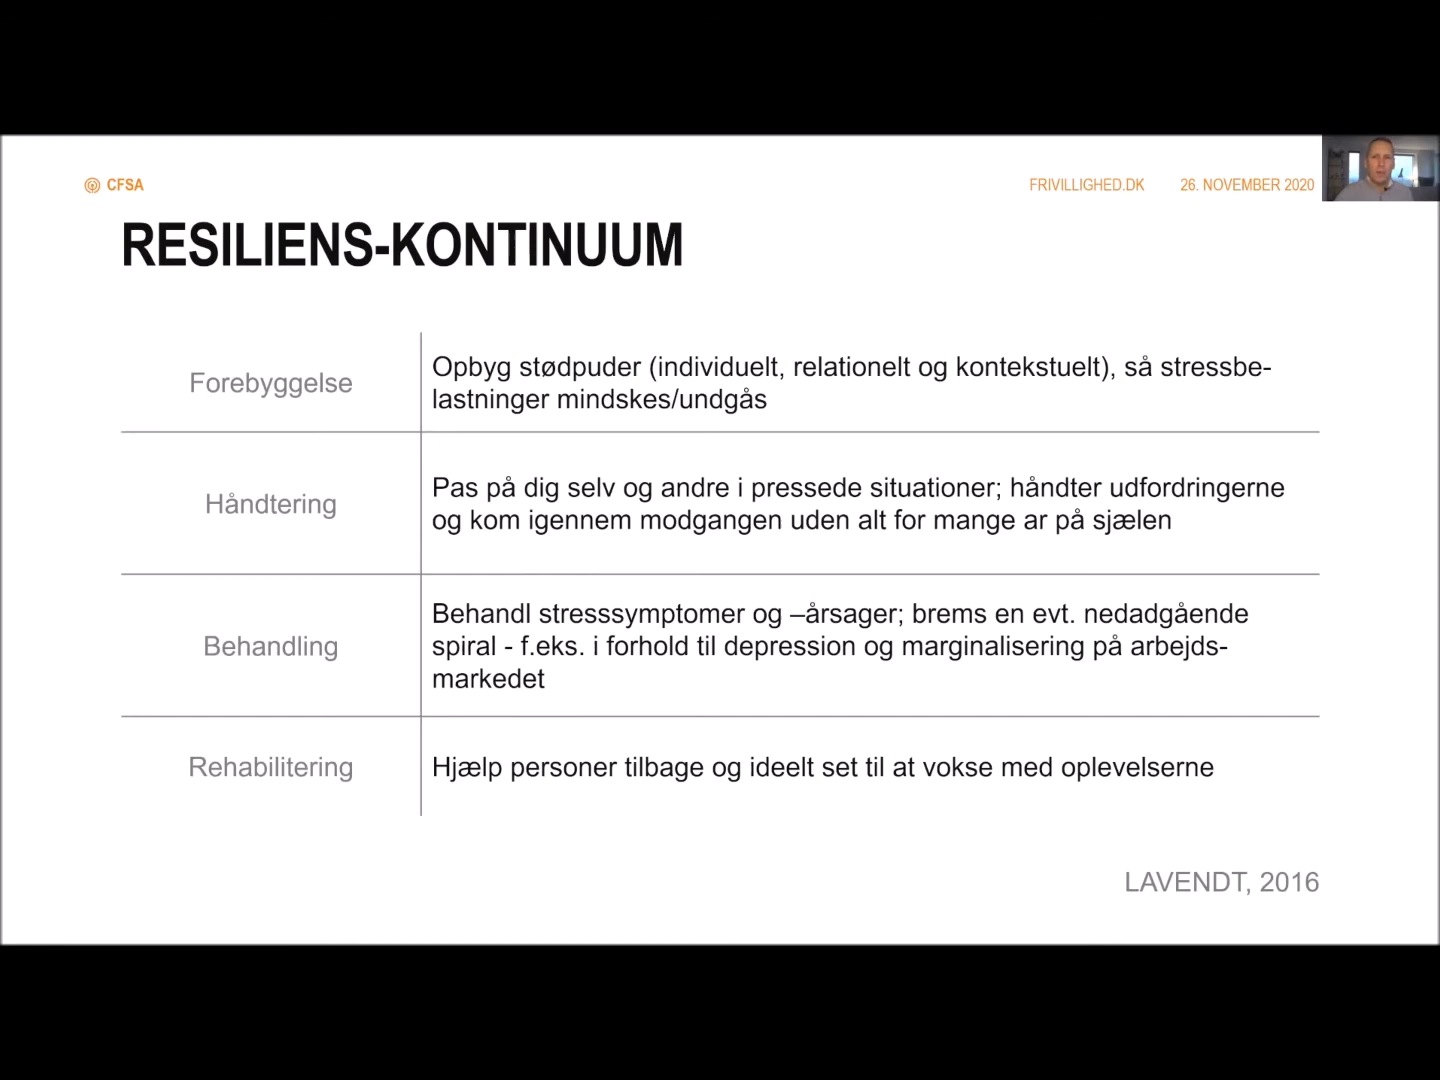 CFSA
FRIVILLIGHED.DK
26. NOVEMBER 2020
RESILIENS-KONTINUUM
Forebyggelse
Opbyg stødpuder (individuelt, relationelt og kontekstuelt), så stressbe-
lastninger mindskes/undgås
Håndtering
Pas på dig selv og andre i pressede situationer; håndter udfordringerne
og kom igennem modgangen uden alt for mange ar på sjælen
Behandling
Behandl stresssymptomer og –årsager; brems en evt. nedadgående
spiral - f.eks. i forhold til depression og marginalisering på arbejds-
markedet
Rehabilitering
Hjælp personer tilbage og ideelt set til at vokse med oplevelserne
LAVENDT, 2016